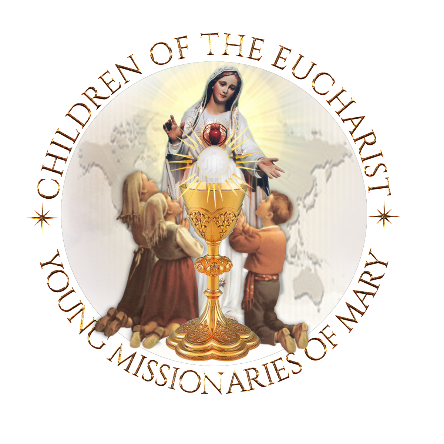 CHILDREN OF THE EUCHARIST
YOUNG MISSIONARIES OF MARY